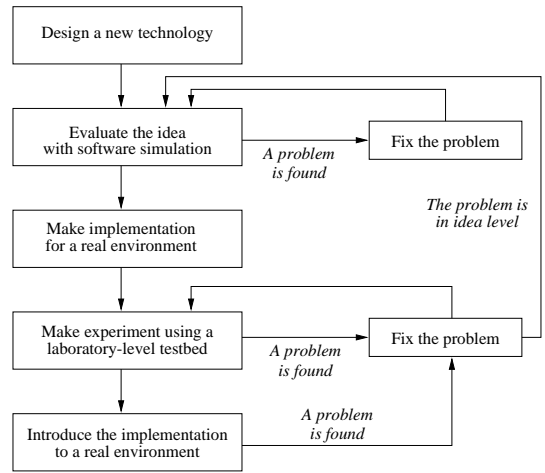 Design a new technology
Evaluate the idea
with software simulation
A problem
is found
Fix the problem
Make implementation
for a real environment
The problem is
in idea level
Make experiment using a
laboratory-level testbed
A problem
is found
Fix the problem
Introduce the implementation
to a real environment
A problem
is found